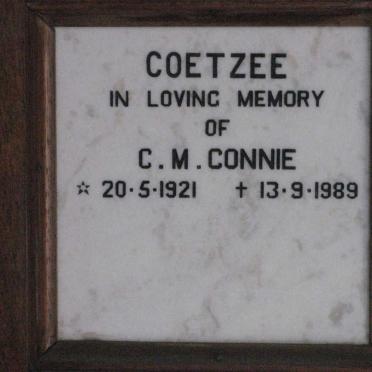 COETZEE
IN LOVING MEMORY
OF
C.M.CONNIE
☆ 20·5·1921 ✝ 13·9·1989